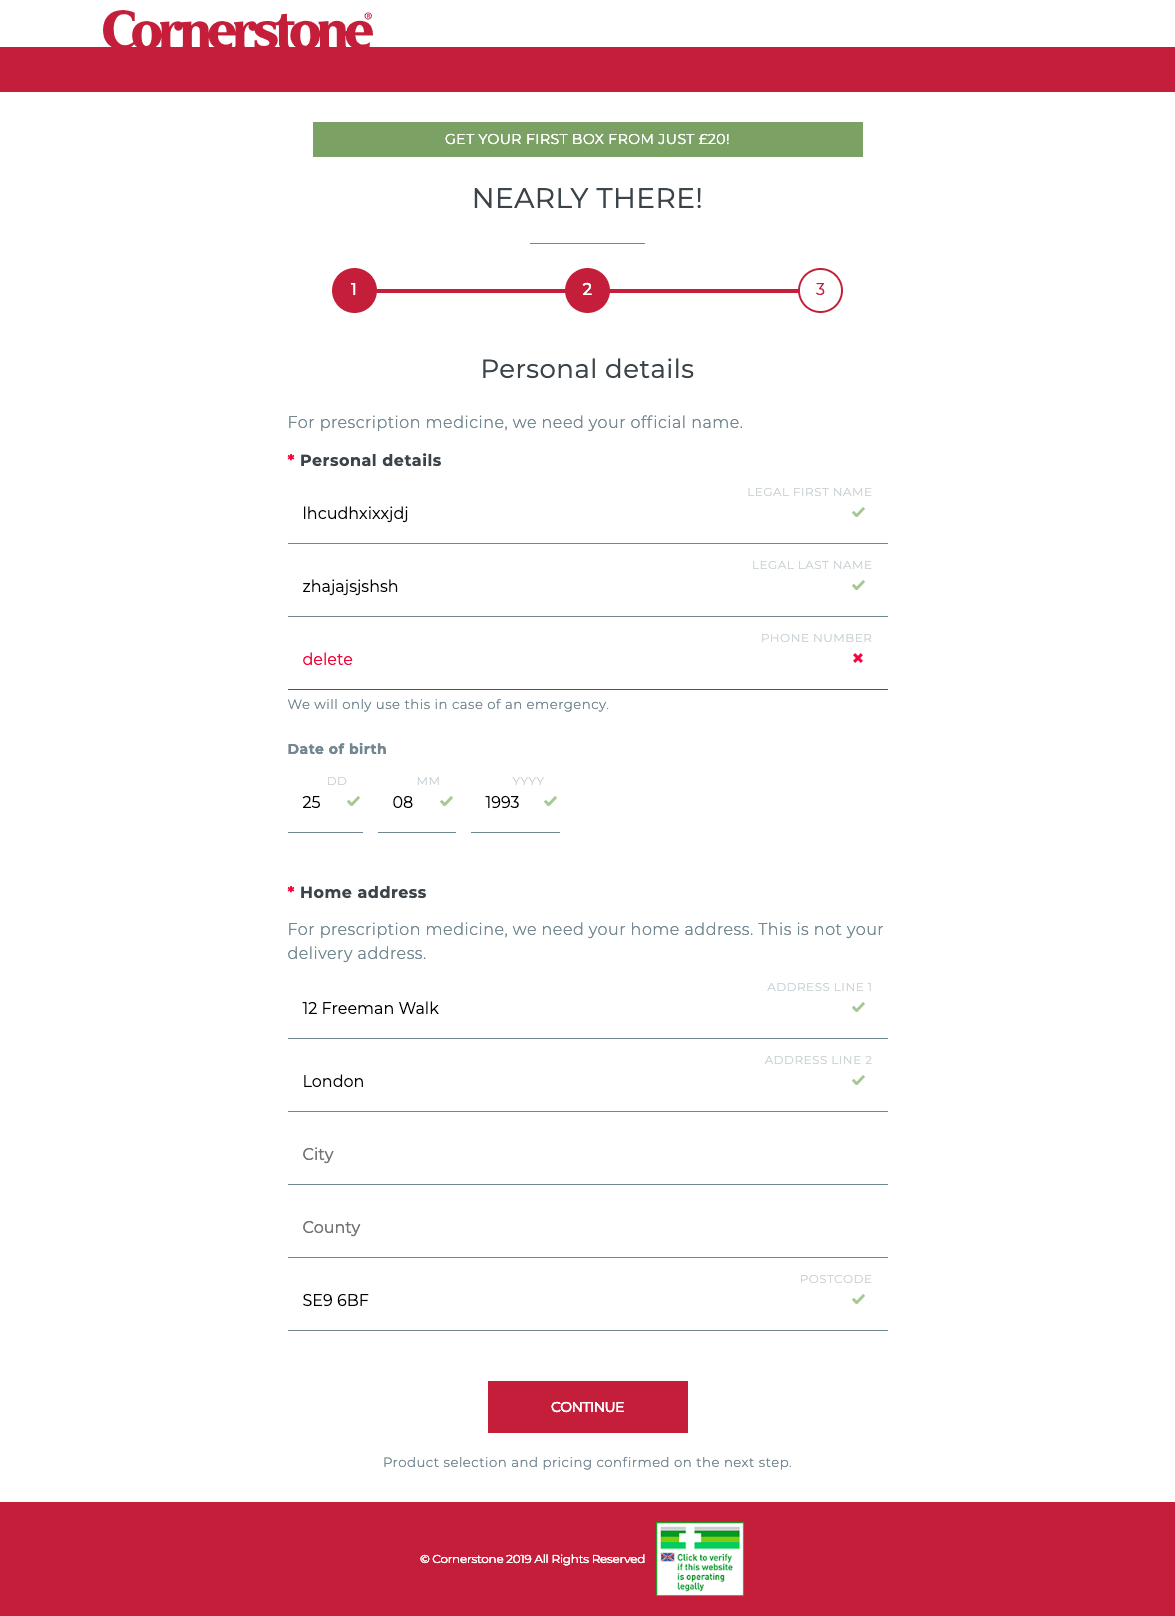 Cornerstone®
GET YOUR FIRST BOX FROM JUST £20!
NEARLY THERE!
1
2
3
Personal details
For prescription medicine, we need your official name.
* Personal details
LEGAL FIRST NAME
lhcudhxixxjdj
LEGAL LAST NAME
zhajajsjshsh
PHONE NUMBER
delete
We will only use this in case of an emergency.
Date of birth
DD MM YYYY
25 08 1993
* Home address
For prescription medicine, we need your home address. This is not your
delivery address.
ADDRESS LINE 1
12 Freeman Walk
ADDRESS LINE 2
London
City
County
POSTCODE
SE9 6BF
CONTINUE
Product selection and pricing confirmed on the next step.
© Cornerstone 2019 All Rights Reserved
Click to verify
if this website
is operating
legally